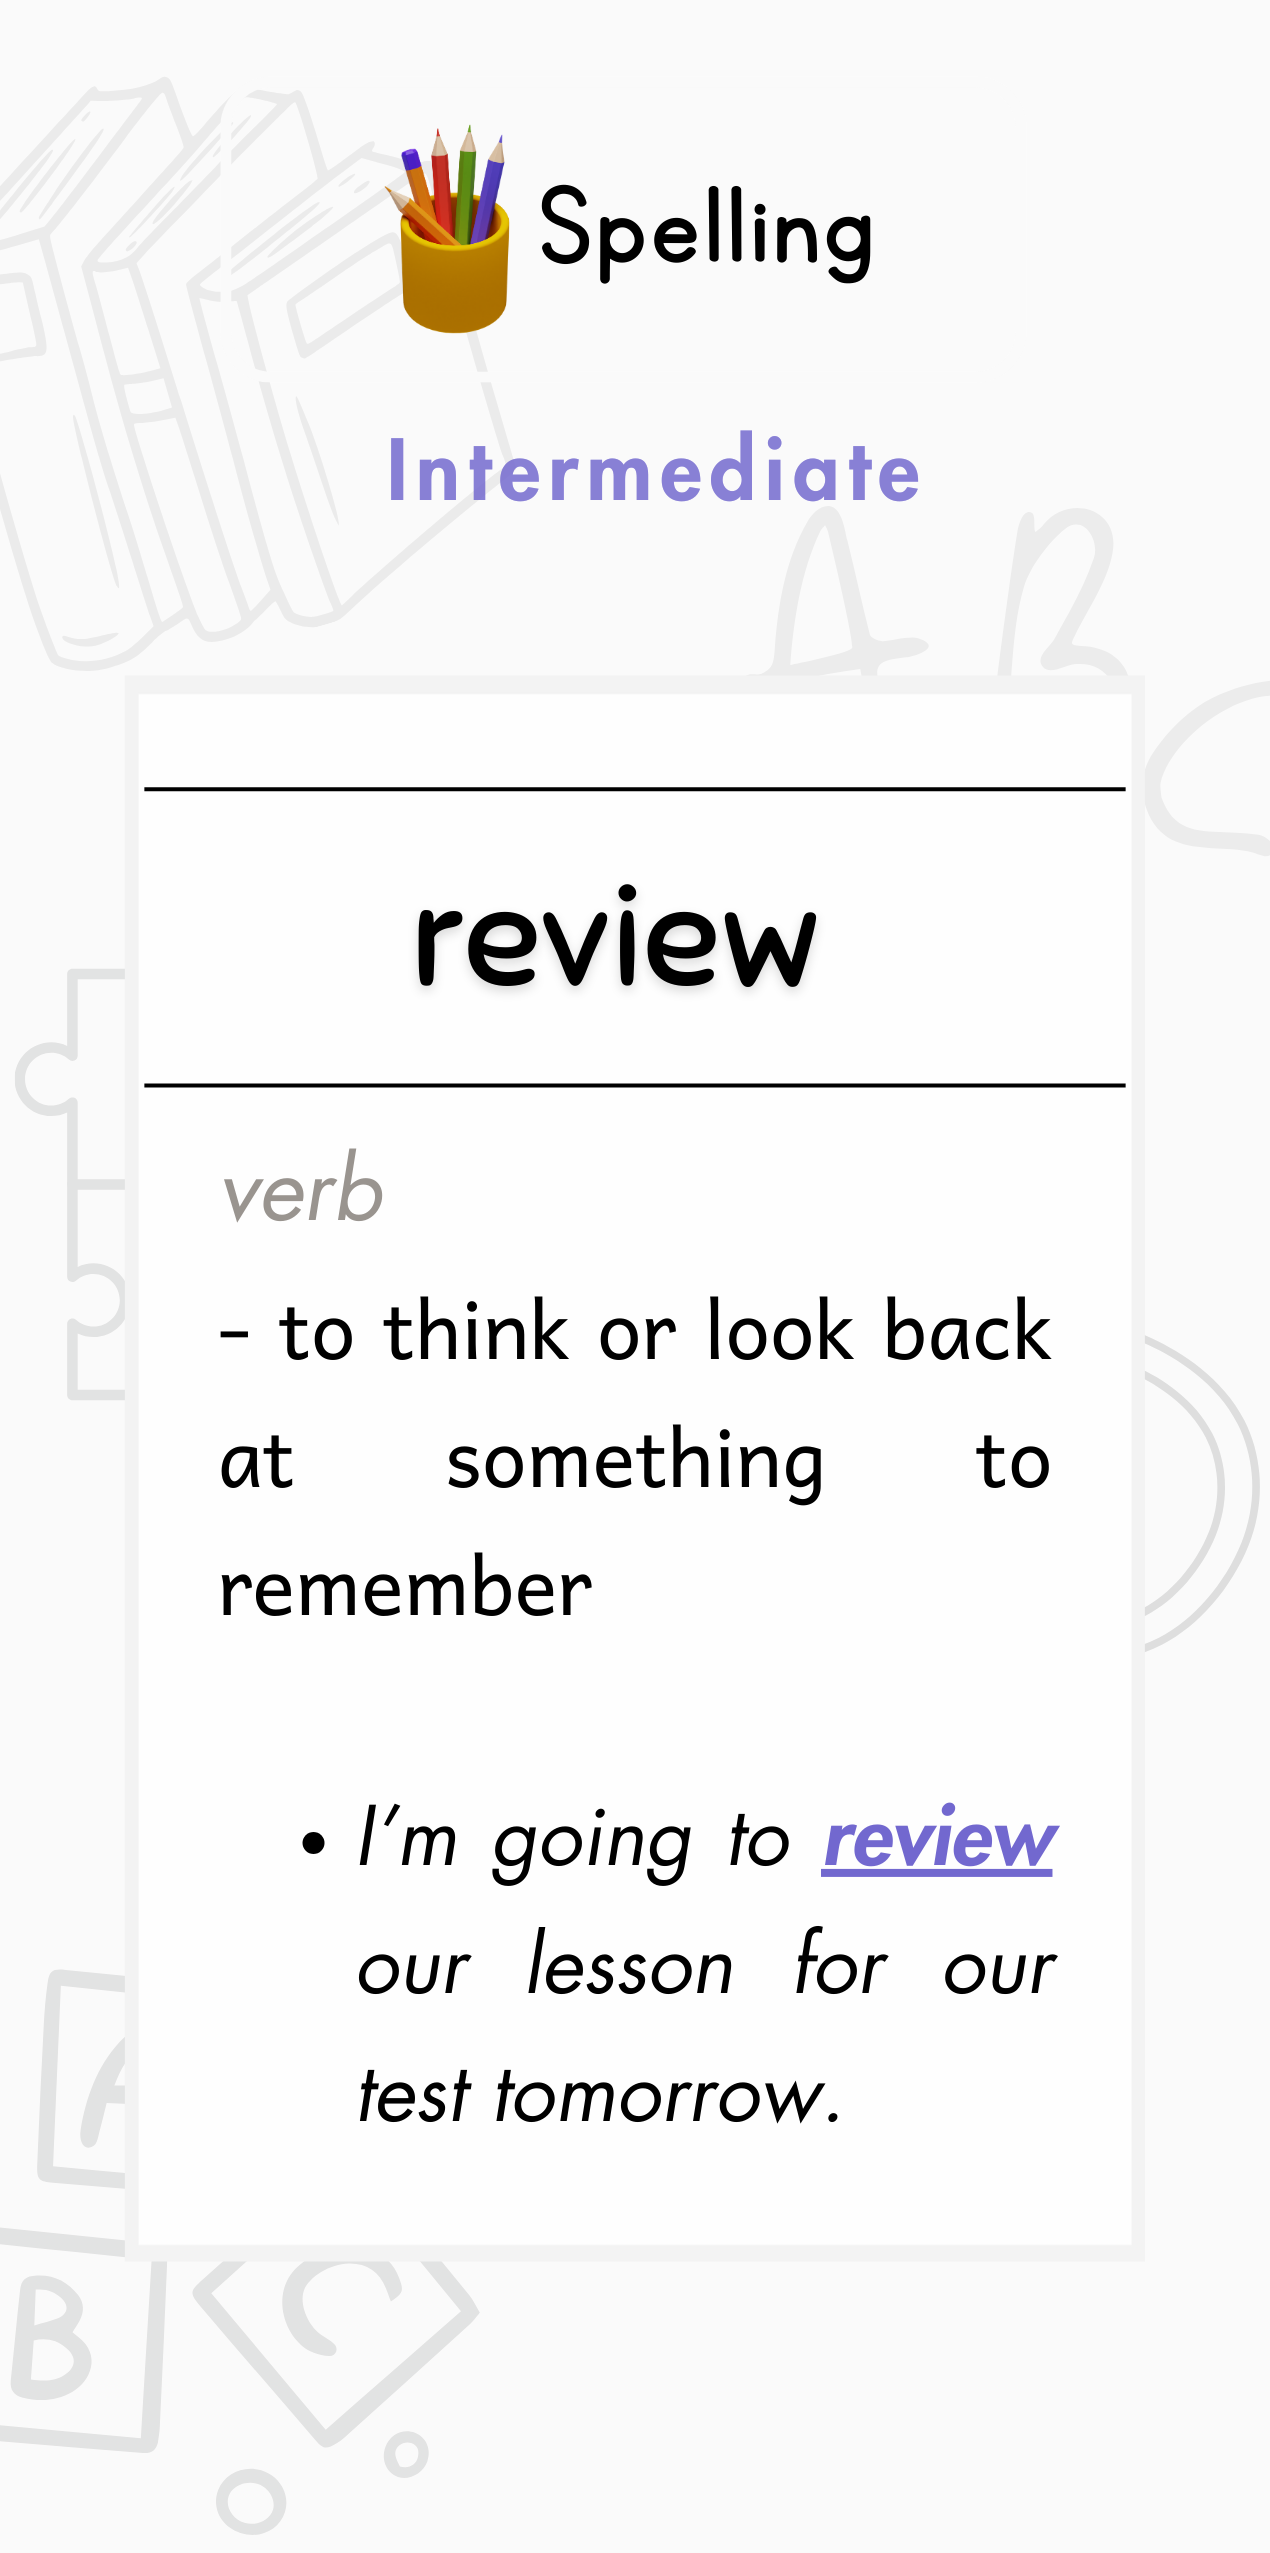 Spelling
Intermediate
A B
C
review
verb
- to think or look back
at something to
remember
• I’m going to review
our lesson for our
test tomorrow.
A
B C